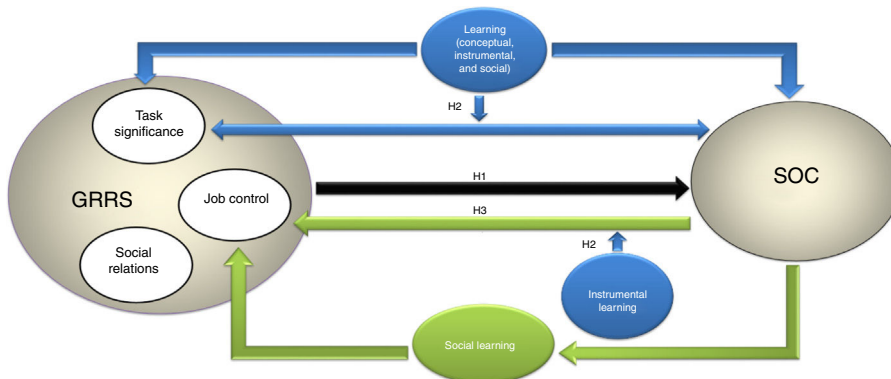 Learning
(conceptual,
instrumental,
and social)
H2
Task
significance
H1
SOC
GRRS
Job control
H3
H2
Social
relations
Instrumental
learning
Social learning